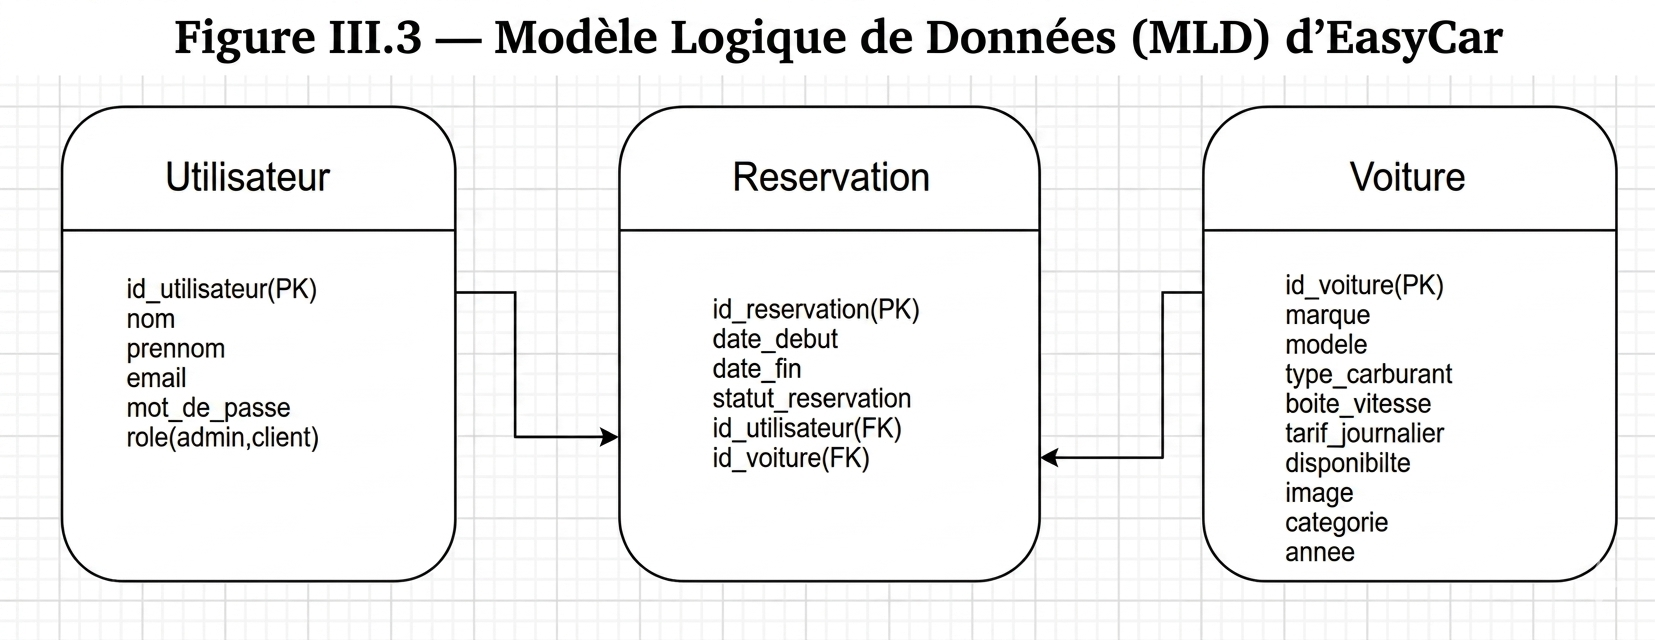 Figure III.3 — Modèle Logique de Données (MLD) d’EasyCar
Utilisateur
id_utilisateur(PK)
nom
prennom
email
mot_de_passe
role(admin,client)
Reservation
id_reservation(PK)
date_debut
date_fin
statut_reservation
id_utilisateur(FK)
id_voiture(FK)
Voiture
id_voiture(PK)
marque
modele
type_carburant
boite_vitesse
tarif_journalier
disponibilte
image
categorie
annee